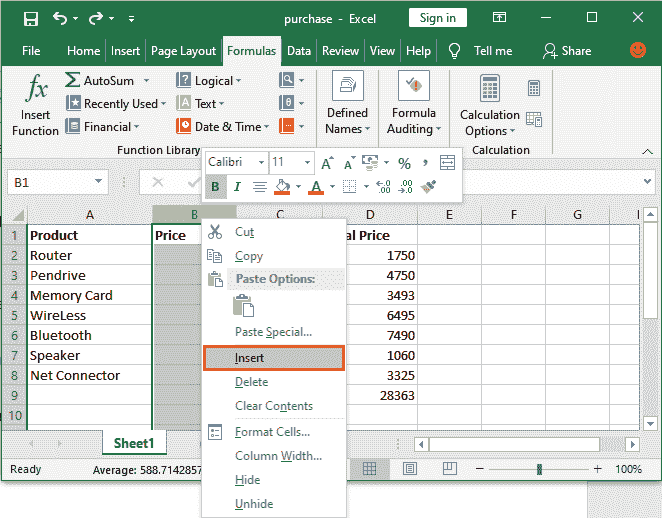 purchase - Excel
Sign in
File Home Insert Page Layout Formulas Data Review View Help Tell me Share
fx
Insert Function
AutoSum
Recently Used
Financial
Logical
Text
Date & Time
Function Library
Defined Names
Formula Auditing
Calculation Options
Calculation
Calibri 11 A A %
B I A .00 .00
B1
A B C D E F G
1 Product Price al Price
2 Router 1750
3 Pendrive 4750
4 Memory Card 3493
5 WireLess 6495
6 Bluetooth 7490
7 Speaker 1060
8 Net Connector 3325
9 28363
10
Cut
Copy
Paste Options:
Paste Special...
Insert
Delete
Clear Contents
Format Cells...
Column Width...
Hide
Unhide
Sheet1
Ready Average: 588.7142857 100%